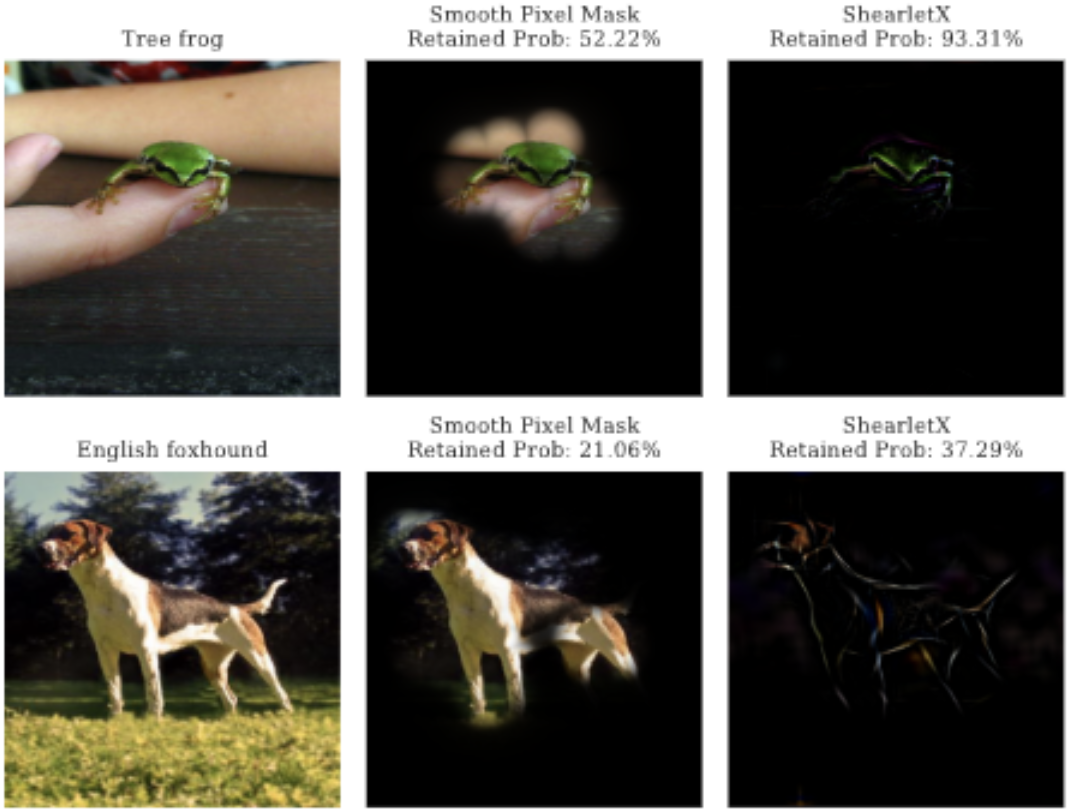 Tree frog
Smooth Pixel Mask
Retained Prob: 52.22%
ShearletX
Retained Prob: 93.31%
English foxhound
Smooth Pixel Mask
Retained Prob: 21.06%
ShearletX
Retained Prob: 37.29%